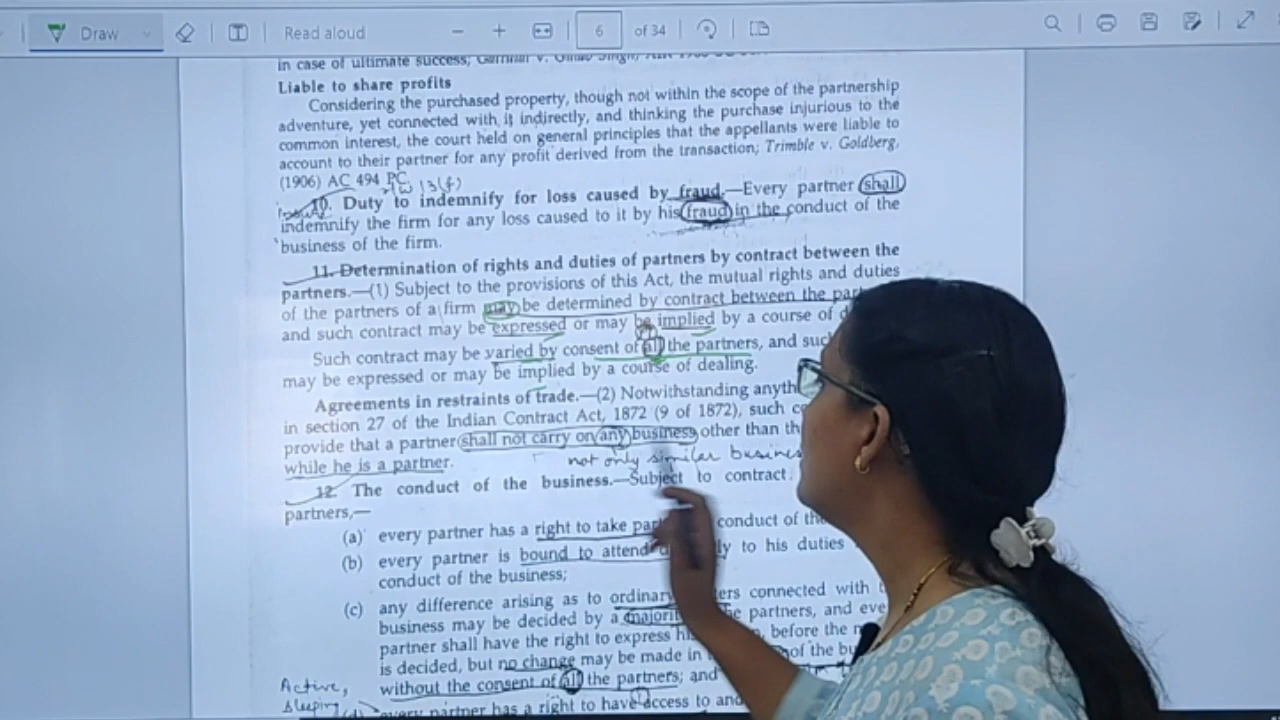 Draw
Read aloud
6 of 34
in case of ultimate success;
Liable to share profits
Considering the purchased property, though not within the scope of the partnership
adventure, yet connected with it indirectly, and thinking the purchase injurious to the
common interest, the court held on general principles that the appellants were liable to
account to their partner for any profit derived from the transaction; Trimble v. Goldberg,
(1906) AC 494 PC
r/w 13(f)
10. Duty to indemnify for loss caused by fraud.—Every partner shall
indemnify the firm for any loss caused to it by his fraud in the conduct of the
business of the firm.
11. Determination of rights and duties of partners by contract between the
partners.—(1) Subject to the provisions of this Act, the mutual rights and duties
of the partners of a firm may be determined by contract between the
and such contract may be expressed or may be implied by a course of
Such contract may be varied by consent of all the partners, and
may be expressed or may be implied by a course of dealing.
Agreements in restraints of trade.—(2) Notwithstanding
in section 27 of the Indian Contract Act, 1872 (9 of 1872), such
provide that a partner shall not carry on any business other than
while he is a partner.
not only similar
12. The conduct of the business.—Subject to contract
partners,—
(a) every partner has a right to take conduct of
(b) every partner is bound to attend to his duties
conduct of the business;
(c) any difference arising as to ordinary connected with
business may be decided by a partners, and
partner shall have the right to express before the
is decided, but no change may be made in of the
without the consent of all the partners; and
Active,
Sleeping
every partner has a right to have access to